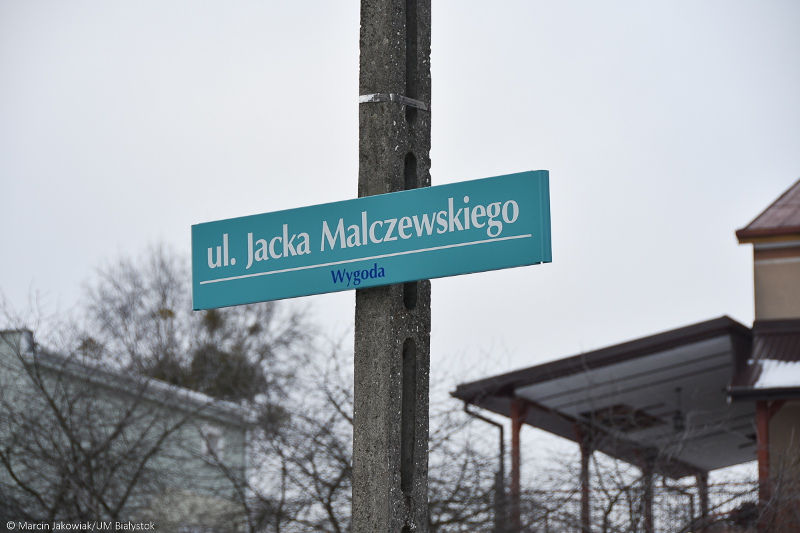 ul. Jacka Malczewskiego
Wygoda
© Marcin Jakowiak/UM Białystok